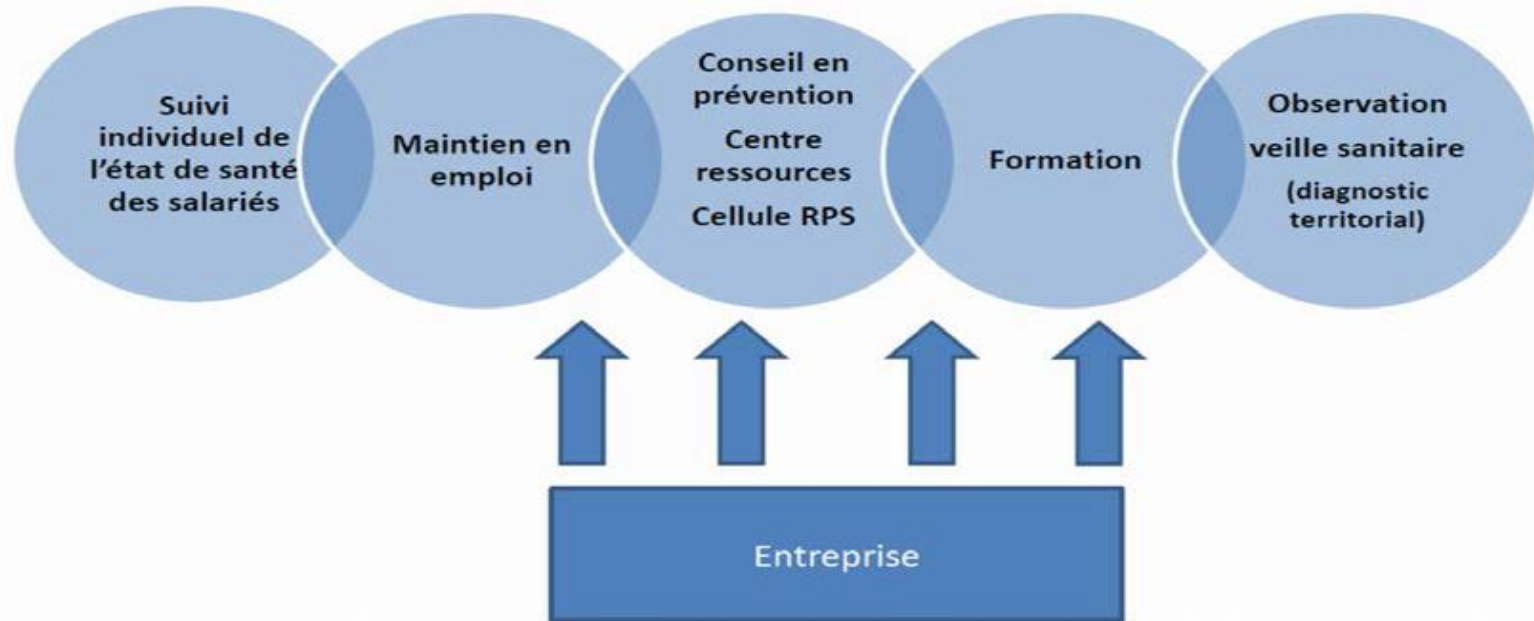 Suivi
individuel de
l'état de santé
des salariés
Maintien en
emploi
Conseil en
prévention
Centre
ressources
Cellule RPS
Formation
Observation
veille sanitaire
(diagnostic
territorial)
Entreprise